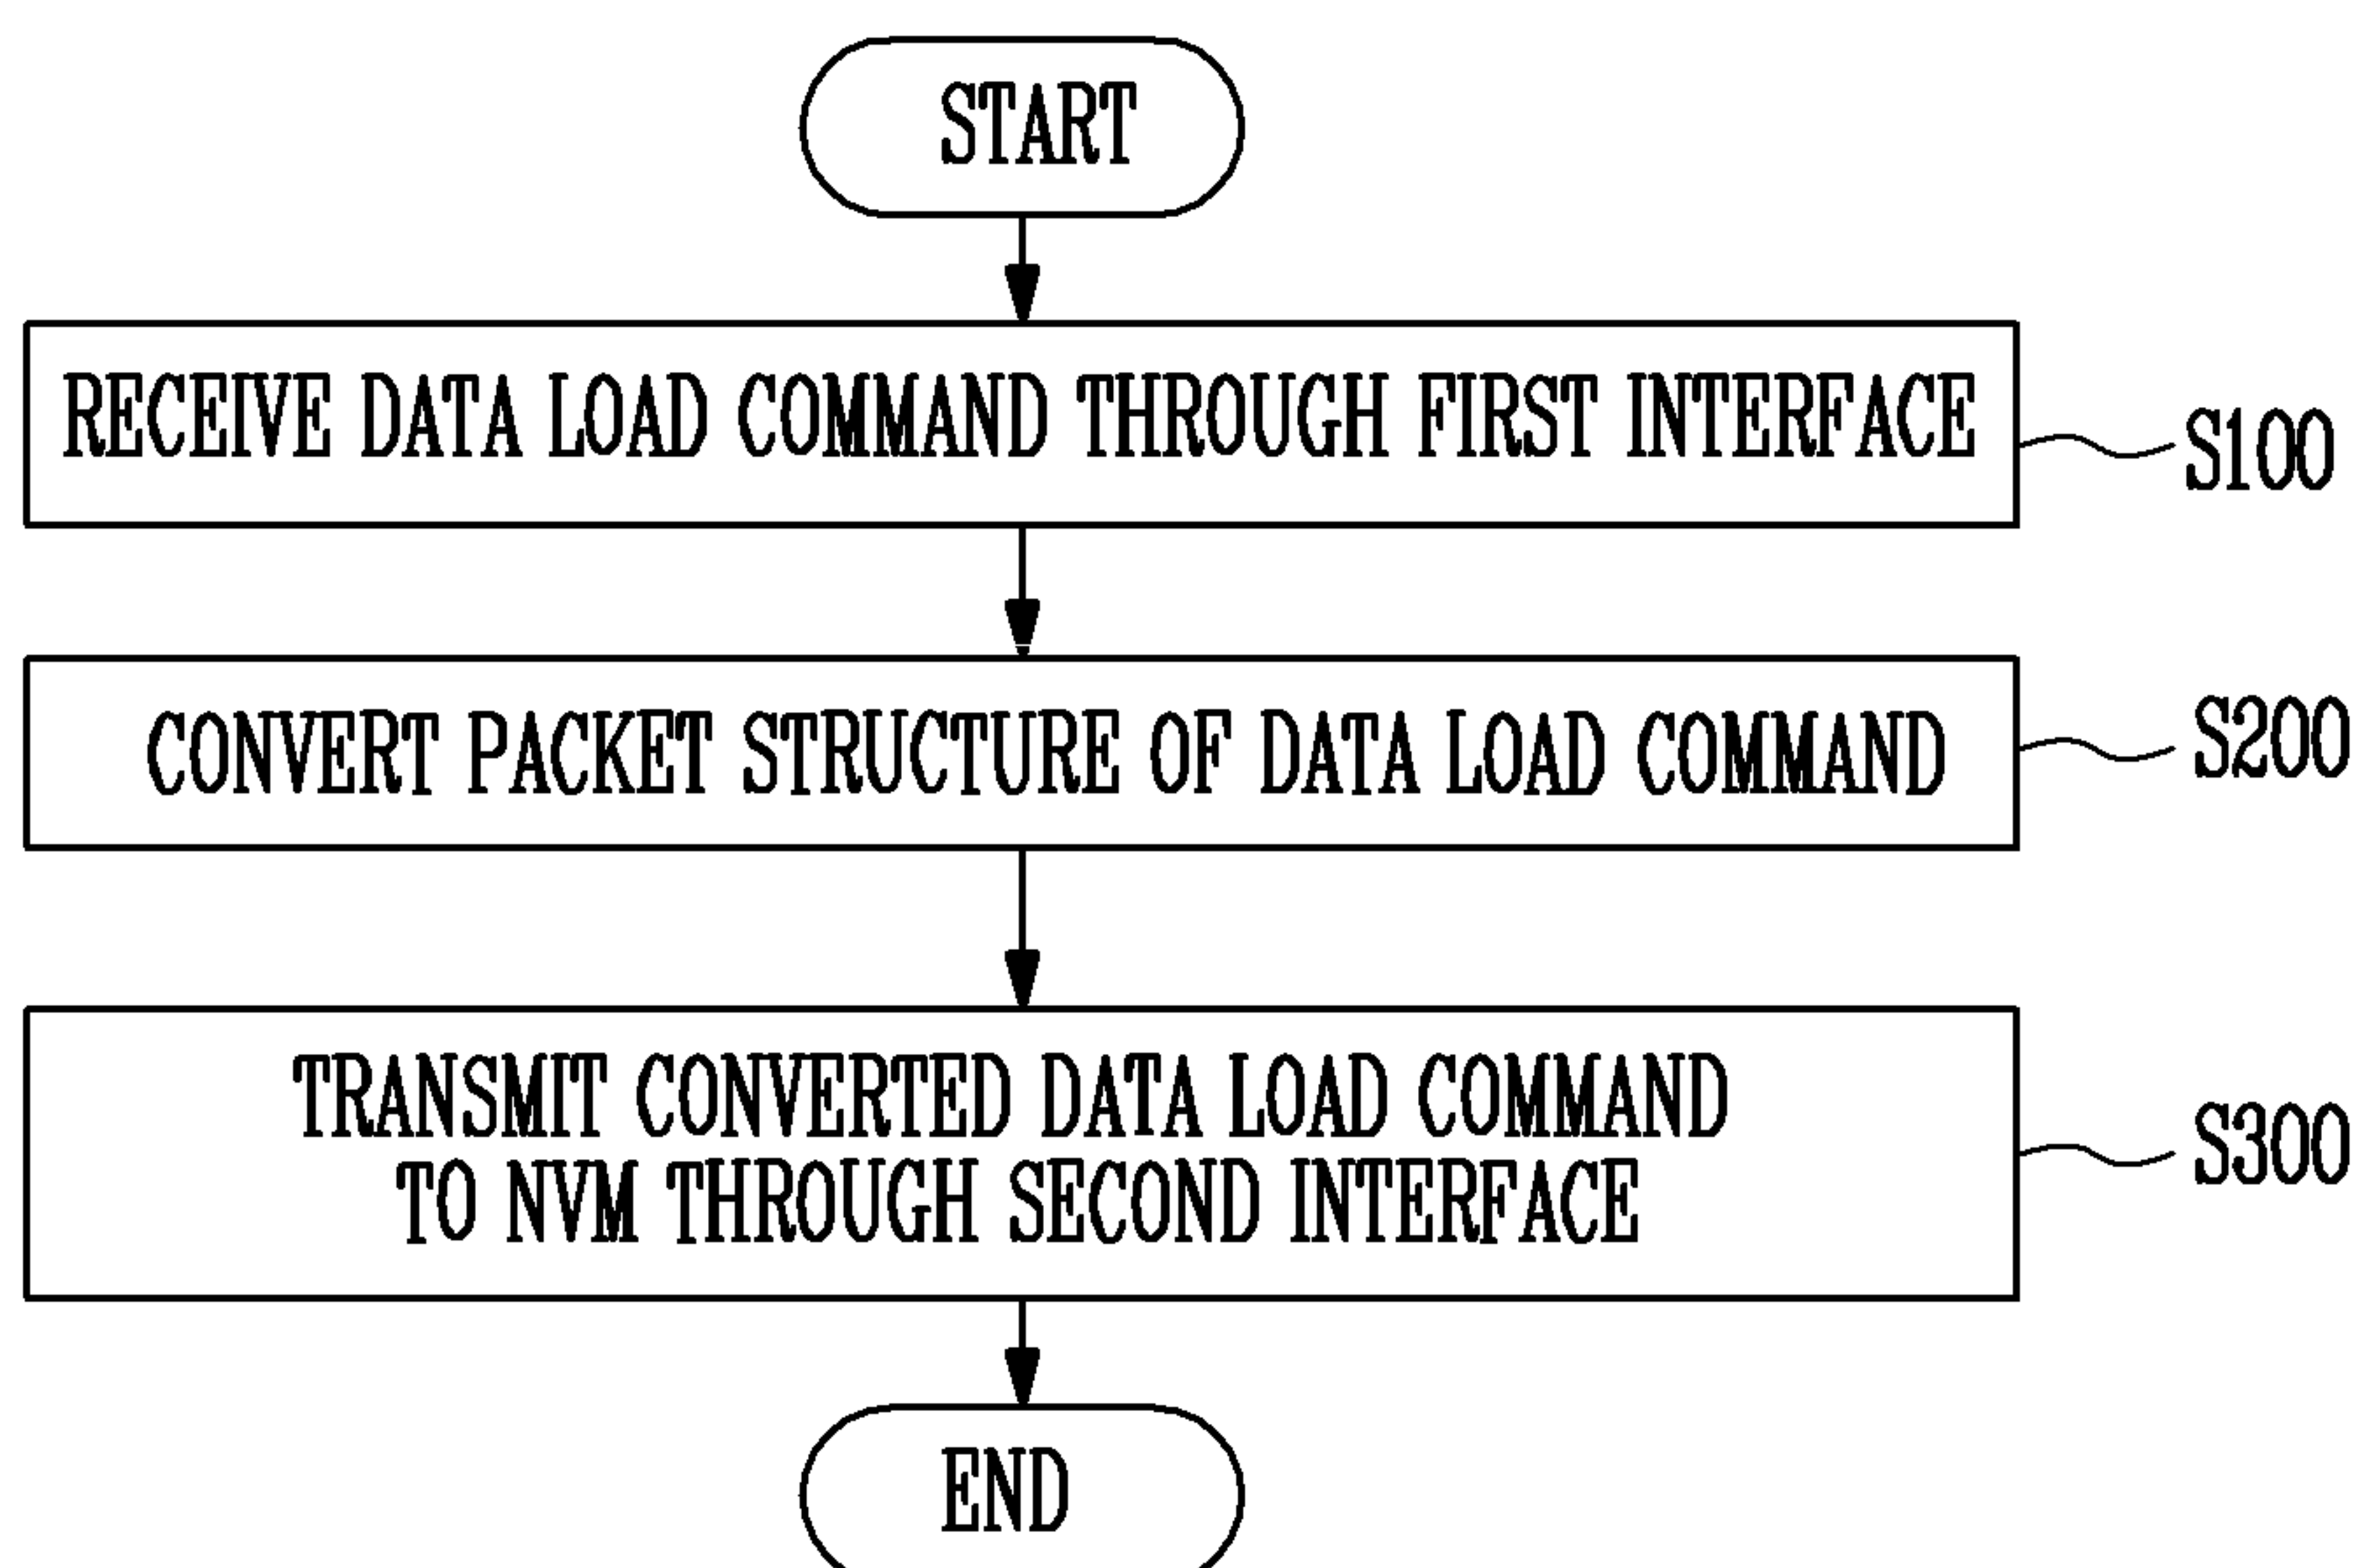 START
RECEIVE DATA LOAD COMMAND THROUGH FIRST INTERFACE
S100
CONVERT PACKET STRUCTURE OF DATA LOAD COMMAND
S200
TRANSMIT CONVERTED DATA LOAD COMMAND
TO NVM THROUGH SECOND INTERFACE
S300
END